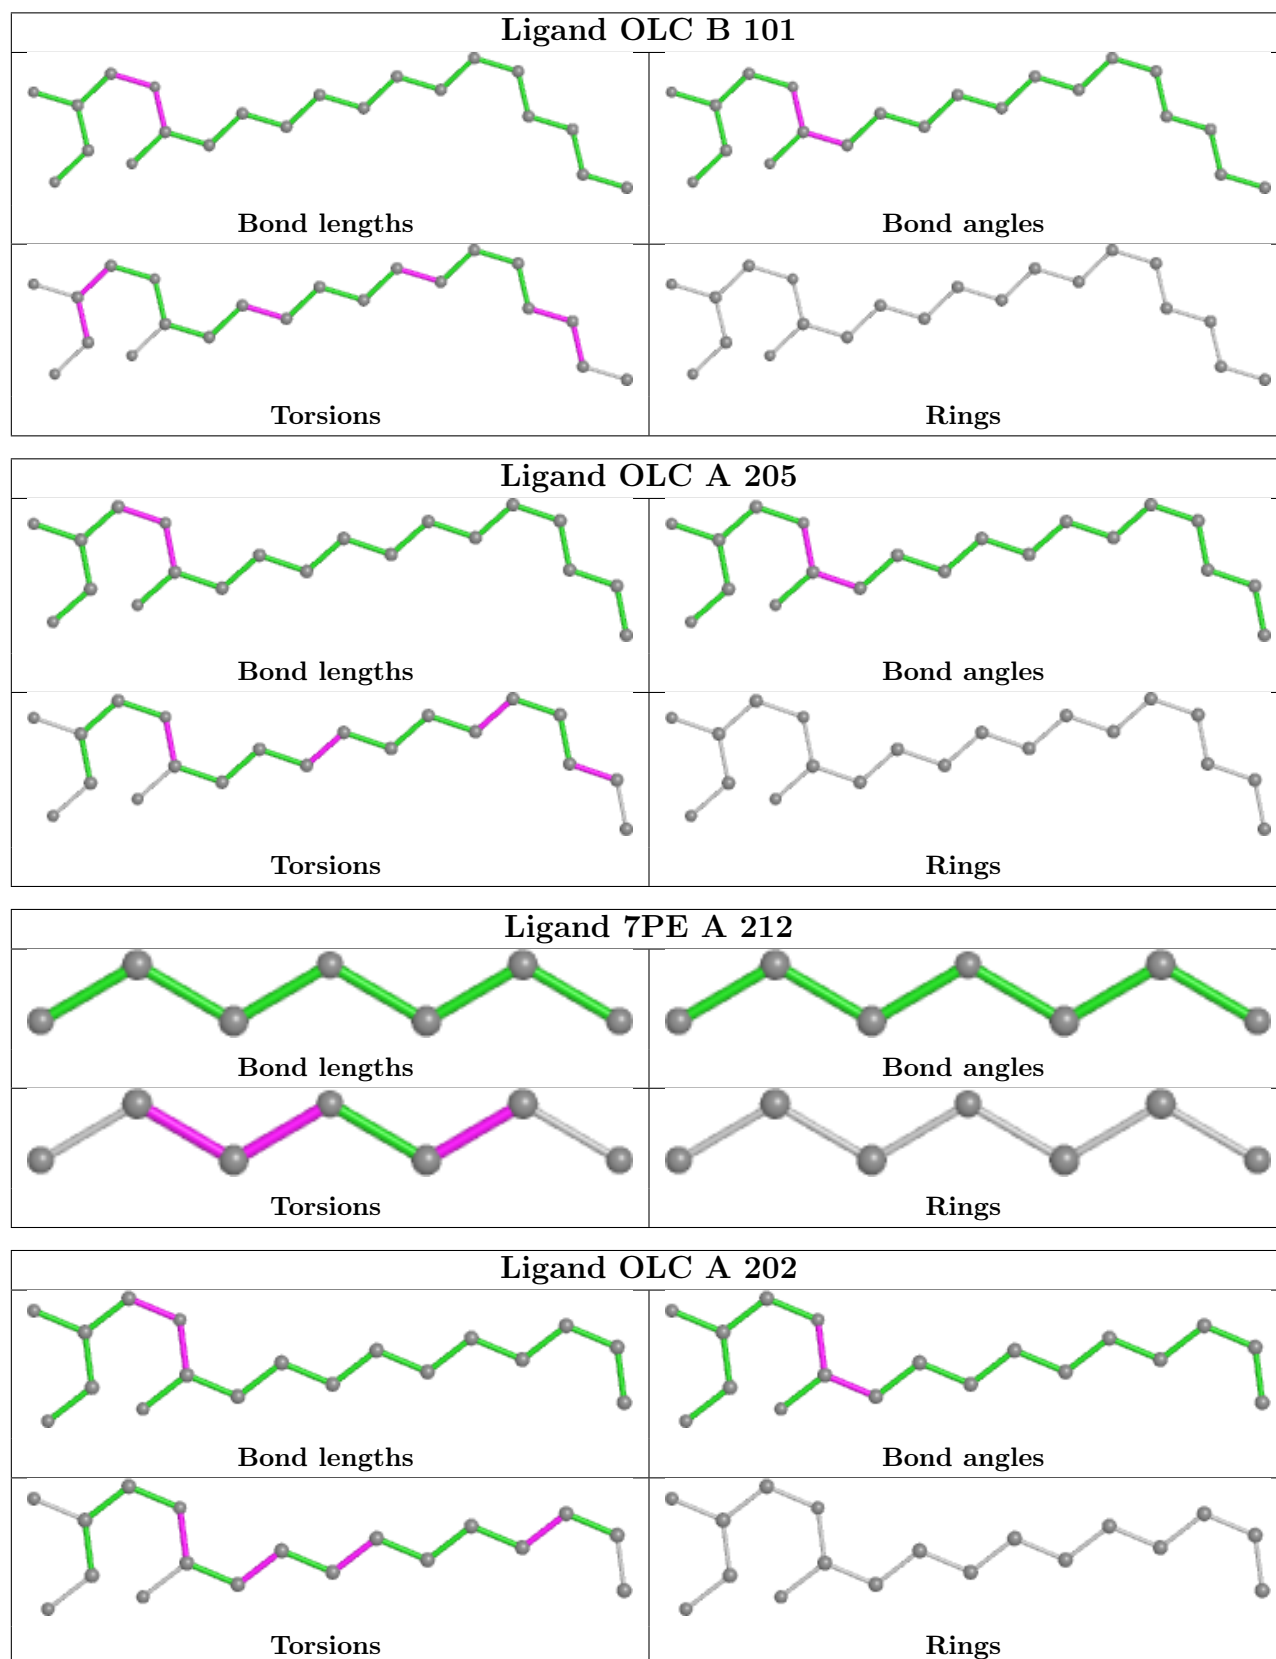 Ligand OLC B 101
Bond lengths Bond angles
Torsions Rings
Ligand OLC A 205
Bond lengths Bond angles
Torsions Rings
Ligand 7PE A 212
Bond lengths Bond angles
Torsions Rings
Ligand OLC A 202
Bond lengths Bond angles
Torsions Rings